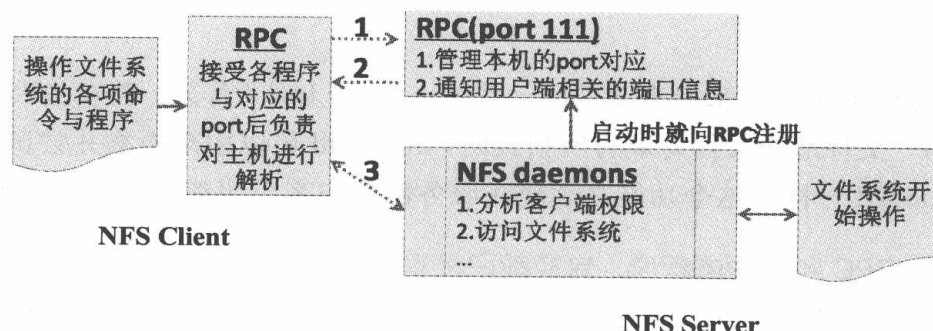 操作文件系
统的各项命
令与程序
RPC
接受各程序
与对应的
port后负责
对主机进行
解析
NFS Client
1
2
3
RPC(port 111)
1.管理本机的port对应
2.通知用户端相关的端口信息
启动时就向RPC注册
NFS daemons
1.分析客户端权限
2.访问文件系统
...
文件系统开
始操作
NFS Server